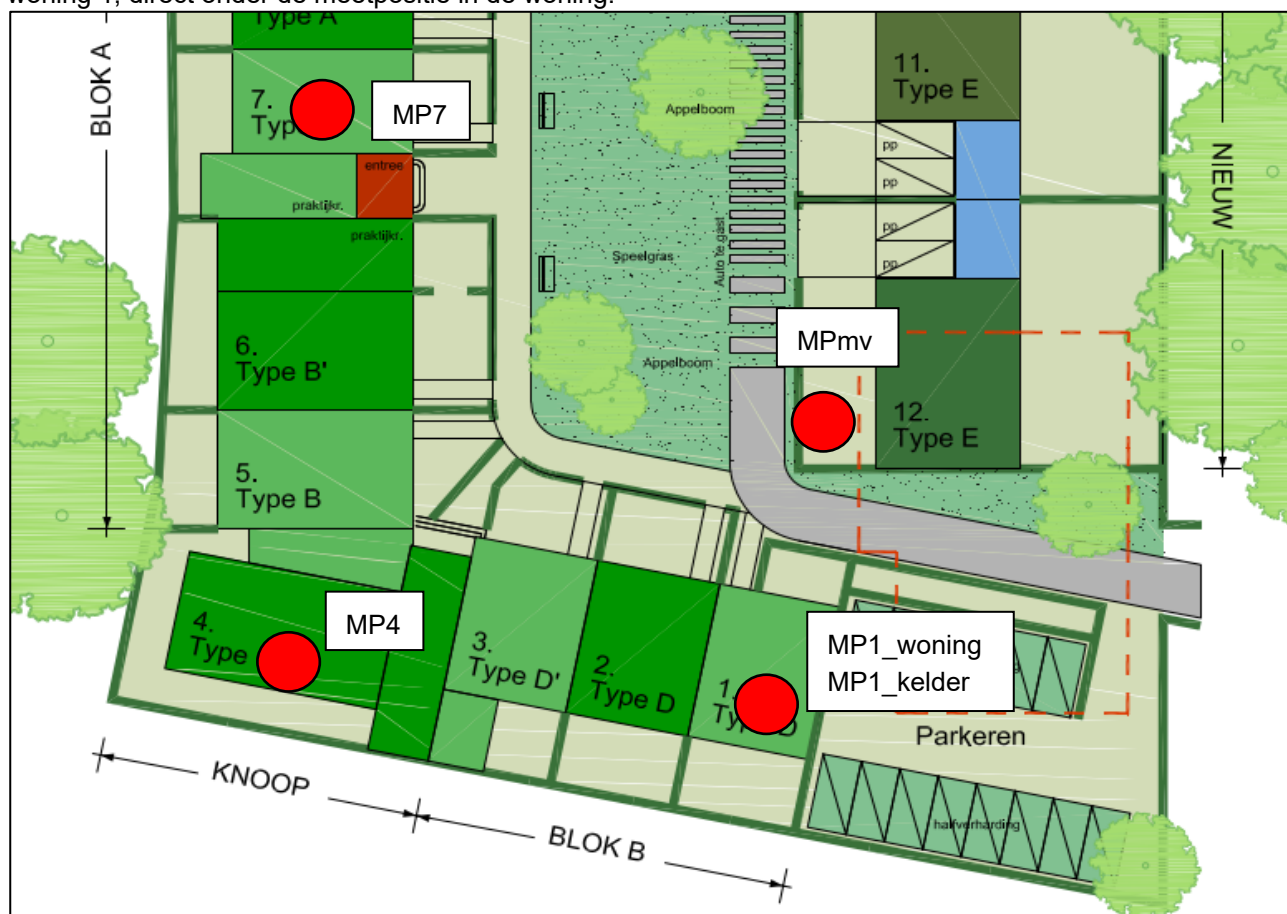 woning 1, direct onder de meetpositie in de woning.
Type A
BLOK A
7.
Typ
MP7
entree
praktijkr.
praktijkr.
6.
Type B'
5.
Type B
4.
Type
MP4
3.
Type D'
2.
Type D
1.
Typ D
MP1_woning
MP1_kelder
Parkeren
halfverharding
KNOOP
BLOK B
Appelboom
Speelgras
Appelboom
Auto te gast
MPmv
11.
Type E
pp
pp
pp
pp
12.
Type E
NIEUW